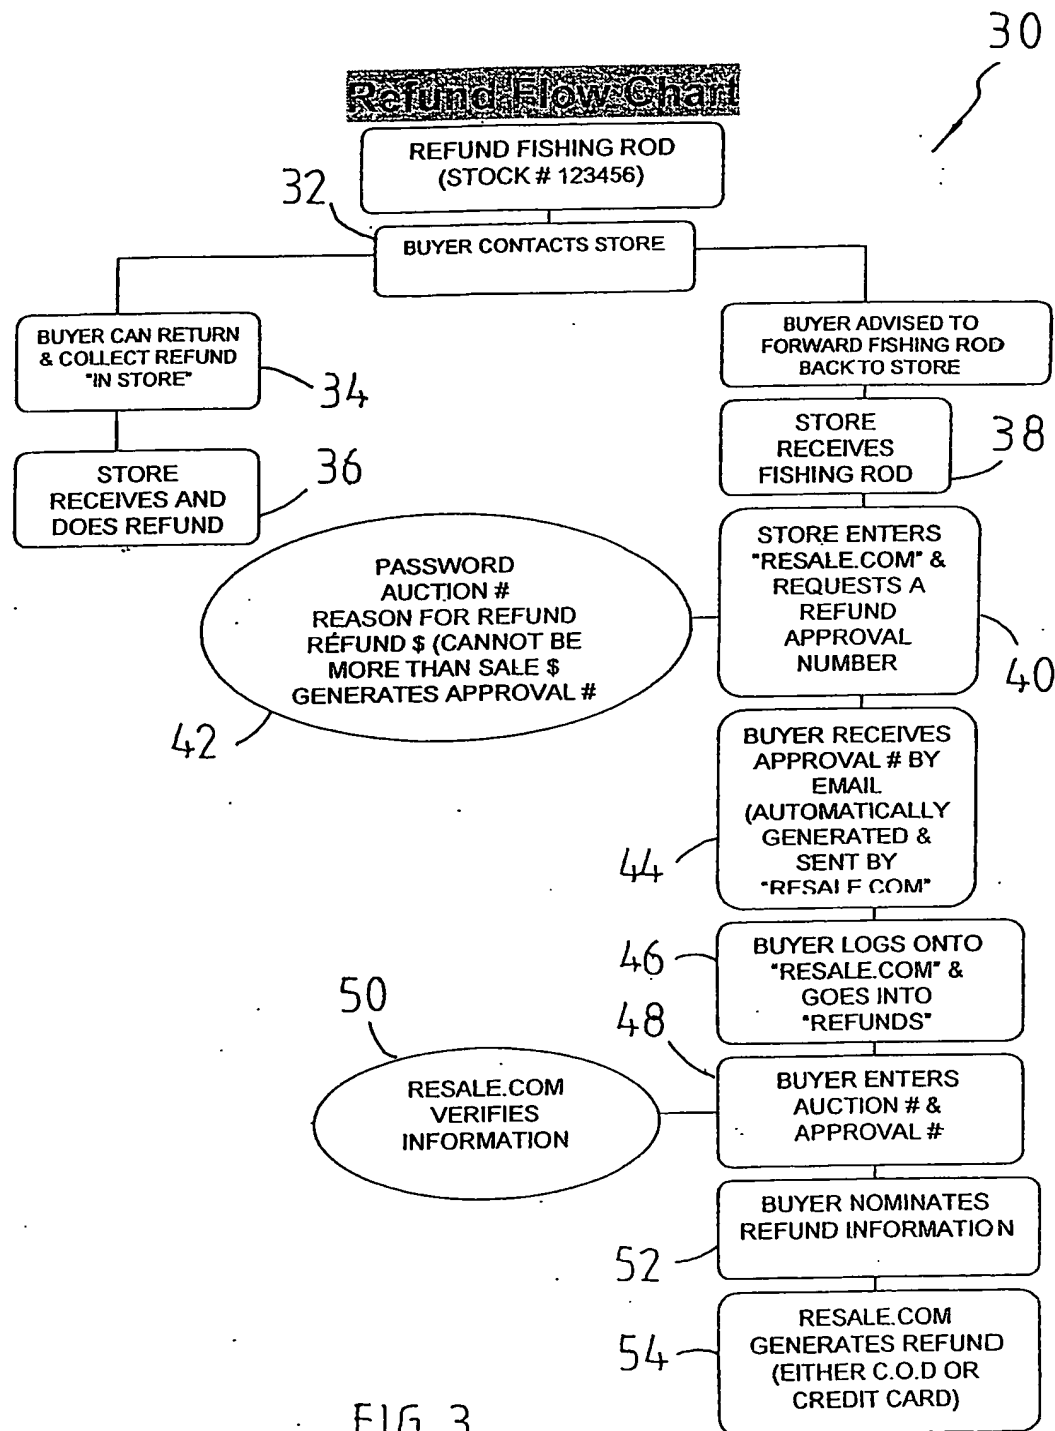 30
Refund Flow Chart
REFUND FISHING ROD
(STOCK # 123456)
32
BUYER CONTACTS STORE
BUYER CAN RETURN
& COLLECT REFUND
"IN STORE"
34
STORE
RECEIVES AND
DOES REFUND
36
BUYER ADVISED TO
FORWARD FISHING ROD
BACK TO STORE
STORE
RECEIVES
FISHING ROD
38
STORE ENTERS
"RESALE.COM" &
REQUESTS A
REFUND
APPROVAL
NUMBER
40
PASSWORD
AUCTION #
REASON FOR REFUND
REFUND $ (CANNOT BE
MORE THAN SALE $
GENERATES APPROVAL #
42
BUYER RECEIVES
APPROVAL # BY
EMAIL
(AUTOMATICALLY
GENERATED &
SENT BY
"RESALE.COM"
44
BUYER LOGS ONTO
"RESALE.COM" &
GOES INTO
"REFUNDS"
46
48
BUYER ENTERS
AUCTION # &
APPROVAL #
50
RESALE.COM
VERIFIES
INFORMATION
BUYER NOMINATES
REFUND INFORMATION
52
RESALE.COM
GENERATES REFUND
(EITHER C.O.D OR
CREDIT CARD)
54
FIG 3